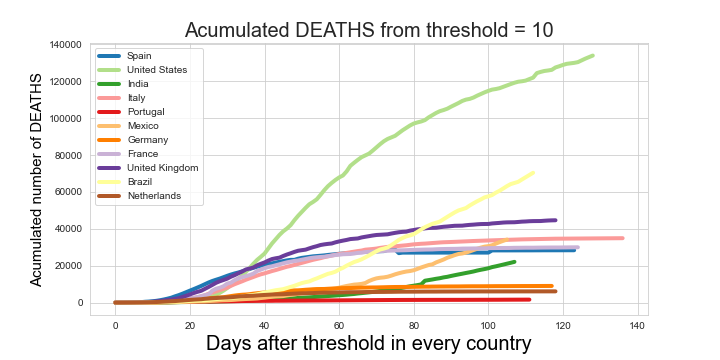 Acumulated DEATHS from threshold = 10
Acumulated number of DEATHS
140000
120000
100000
80000
60000
40000
20000
0
Spain
United States
India
Italy
Portugal
Mexico
Germany
France
United Kingdom
Brazil
Netherlands
0 20 40 60 80 100 120 140
Days after threshold in every country